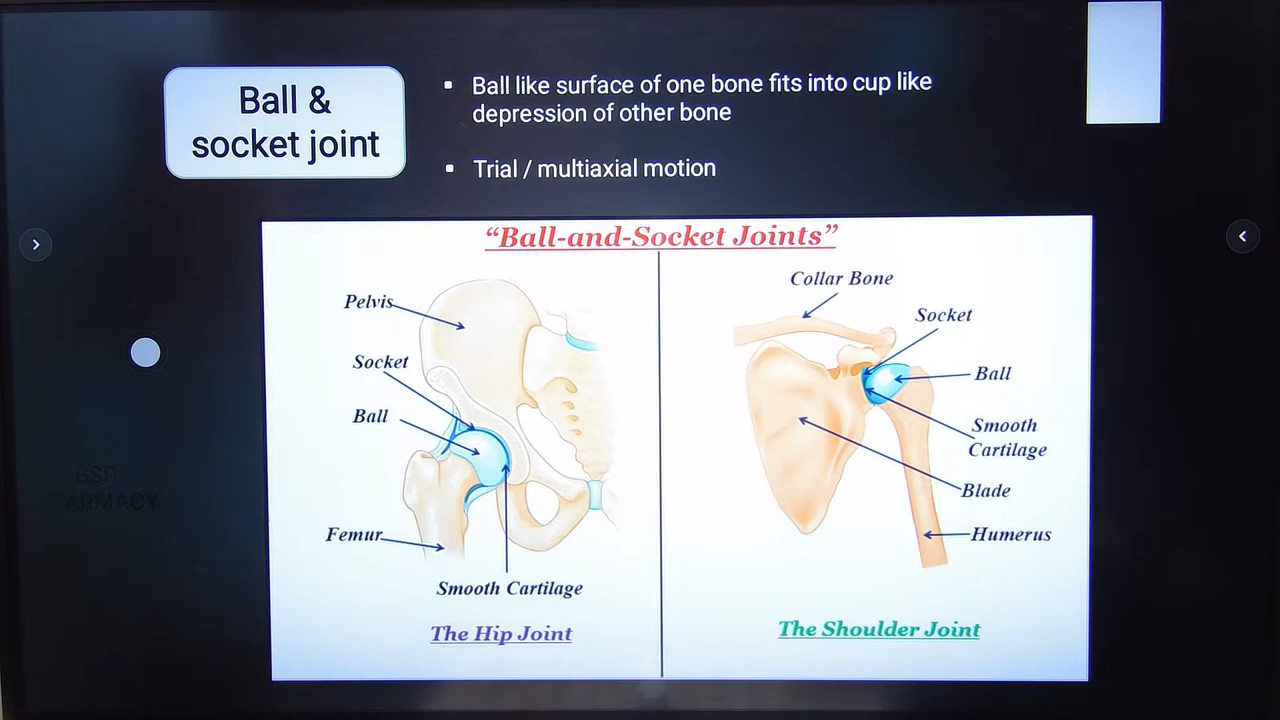 Ball &
socket joint
▪ Ball like surface of one bone fits into cup like
depression of other bone
▪ Trial / multiaxial motion
“Ball-and-Socket Joints”
Pelvis
Socket
Ball
Femur
Smooth Cartilage
The Hip Joint
Collar Bone
Socket
Ball
Smooth
Cartilage
Blade
Humerus
The Shoulder Joint
BSP
PHARMACY